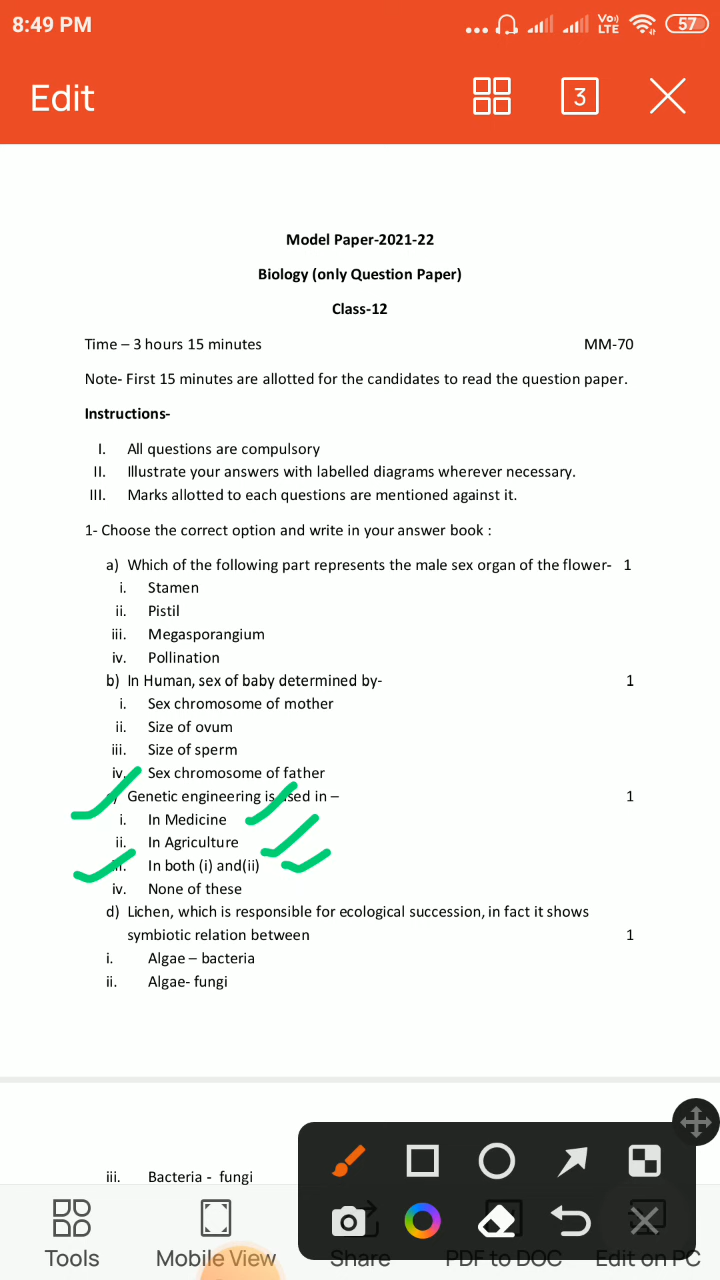 8:49 PM
Vo)) LTE
57
Edit
3
Model Paper-2021-22
Biology (only Question Paper)
Class-12
Time – 3 hours 15 minutes MM-70
Note- First 15 minutes are allotted for the candidates to read the question paper.
Instructions-
I. All questions are compulsory
II. Illustrate your answers with labelled diagrams wherever necessary.
III. Marks allotted to each questions are mentioned against it.
1- Choose the correct option and write in your answer book :
a) Which of the following part represents the male sex organ of the flower- 1
i. Stamen
ii. Pistil
iii. Megasporangium
iv. Pollination
b) In Human, sex of baby determined by- 1
i. Sex chromosome of mother
ii. Size of ovum
iii. Size of sperm
iv. Sex chromosome of father
Genetic engineering is used in – 1
i. In Medicine
ii. In Agriculture
iii. In both (i) and(ii)
iv. None of these
d) Lichen, which is responsible for ecological succession, in fact it shows
symbiotic relation between 1
i. Algae – bacteria
ii. Algae- fungi
iii. Bacteria - fungi
Tools Mobile View Share PDF to DOC Edit on PC